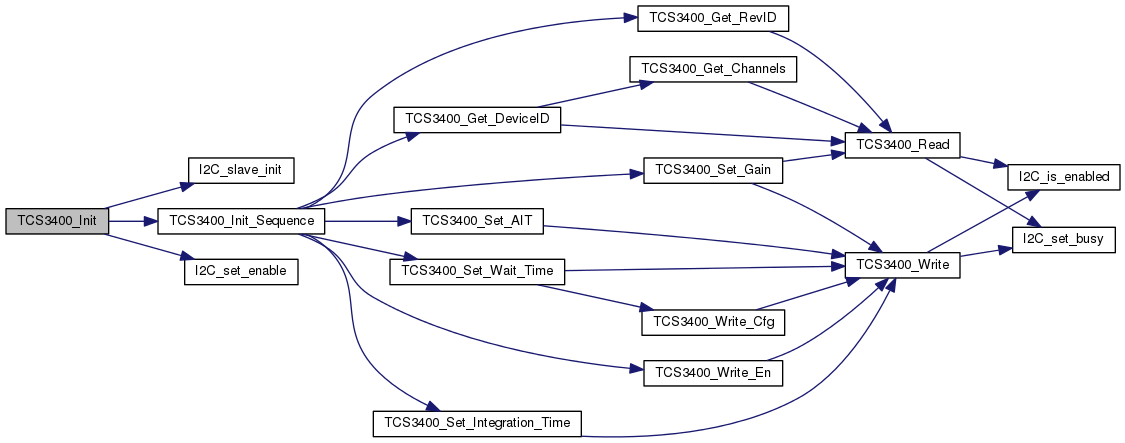 TCS3400_Init
I2C_slave_init
TCS3400_Init_Sequence
I2C_set_enable
TCS3400_Get_RevID
TCS3400_Get_Channels
TCS3400_Get_DeviceID
TCS3400_Set_Gain
TCS3400_Set_AIT
TCS3400_Set_Wait_Time
TCS3400_Write_Cfg
TCS3400_Write_En
TCS3400_Set_Integration_Time
TCS3400_Read
TCS3400_Write
I2C_is_enabled
I2C_set_busy